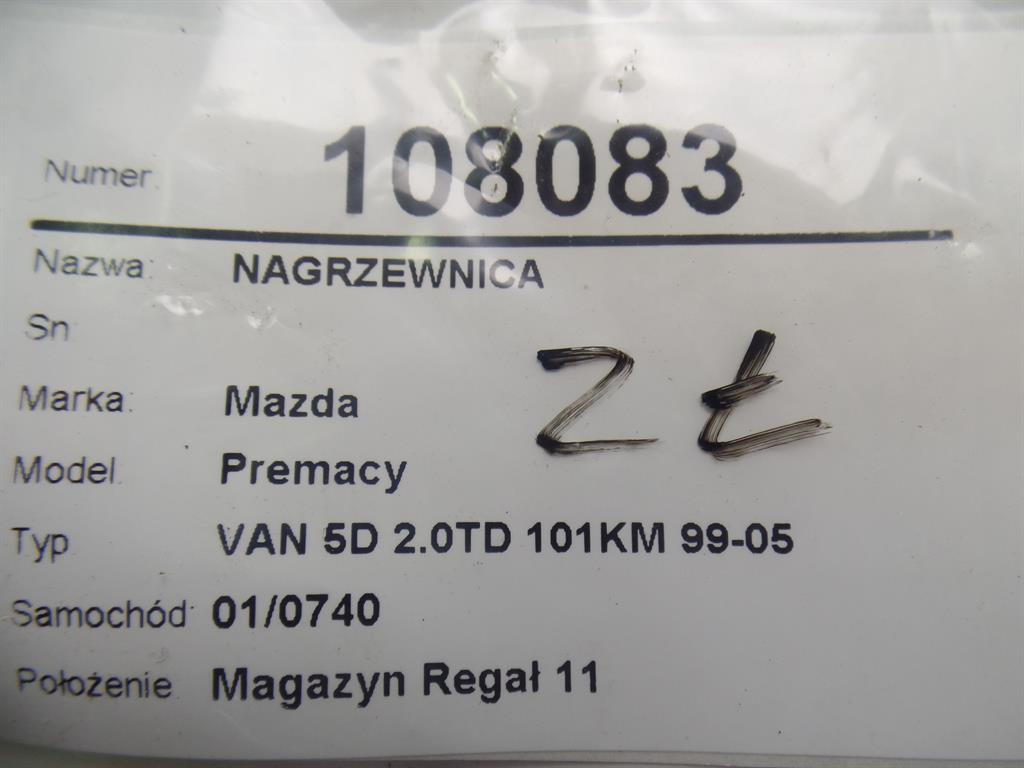 Numer: 108083
Nazwa: NAGRZEWNICA
Sn:
Marka: Mazda
ZŁ
Model: Premacy
Typ VAN 5D 2.0TD 101KM 99-05
Samochód: 01/0740
Położenie: Magazyn Regał 11